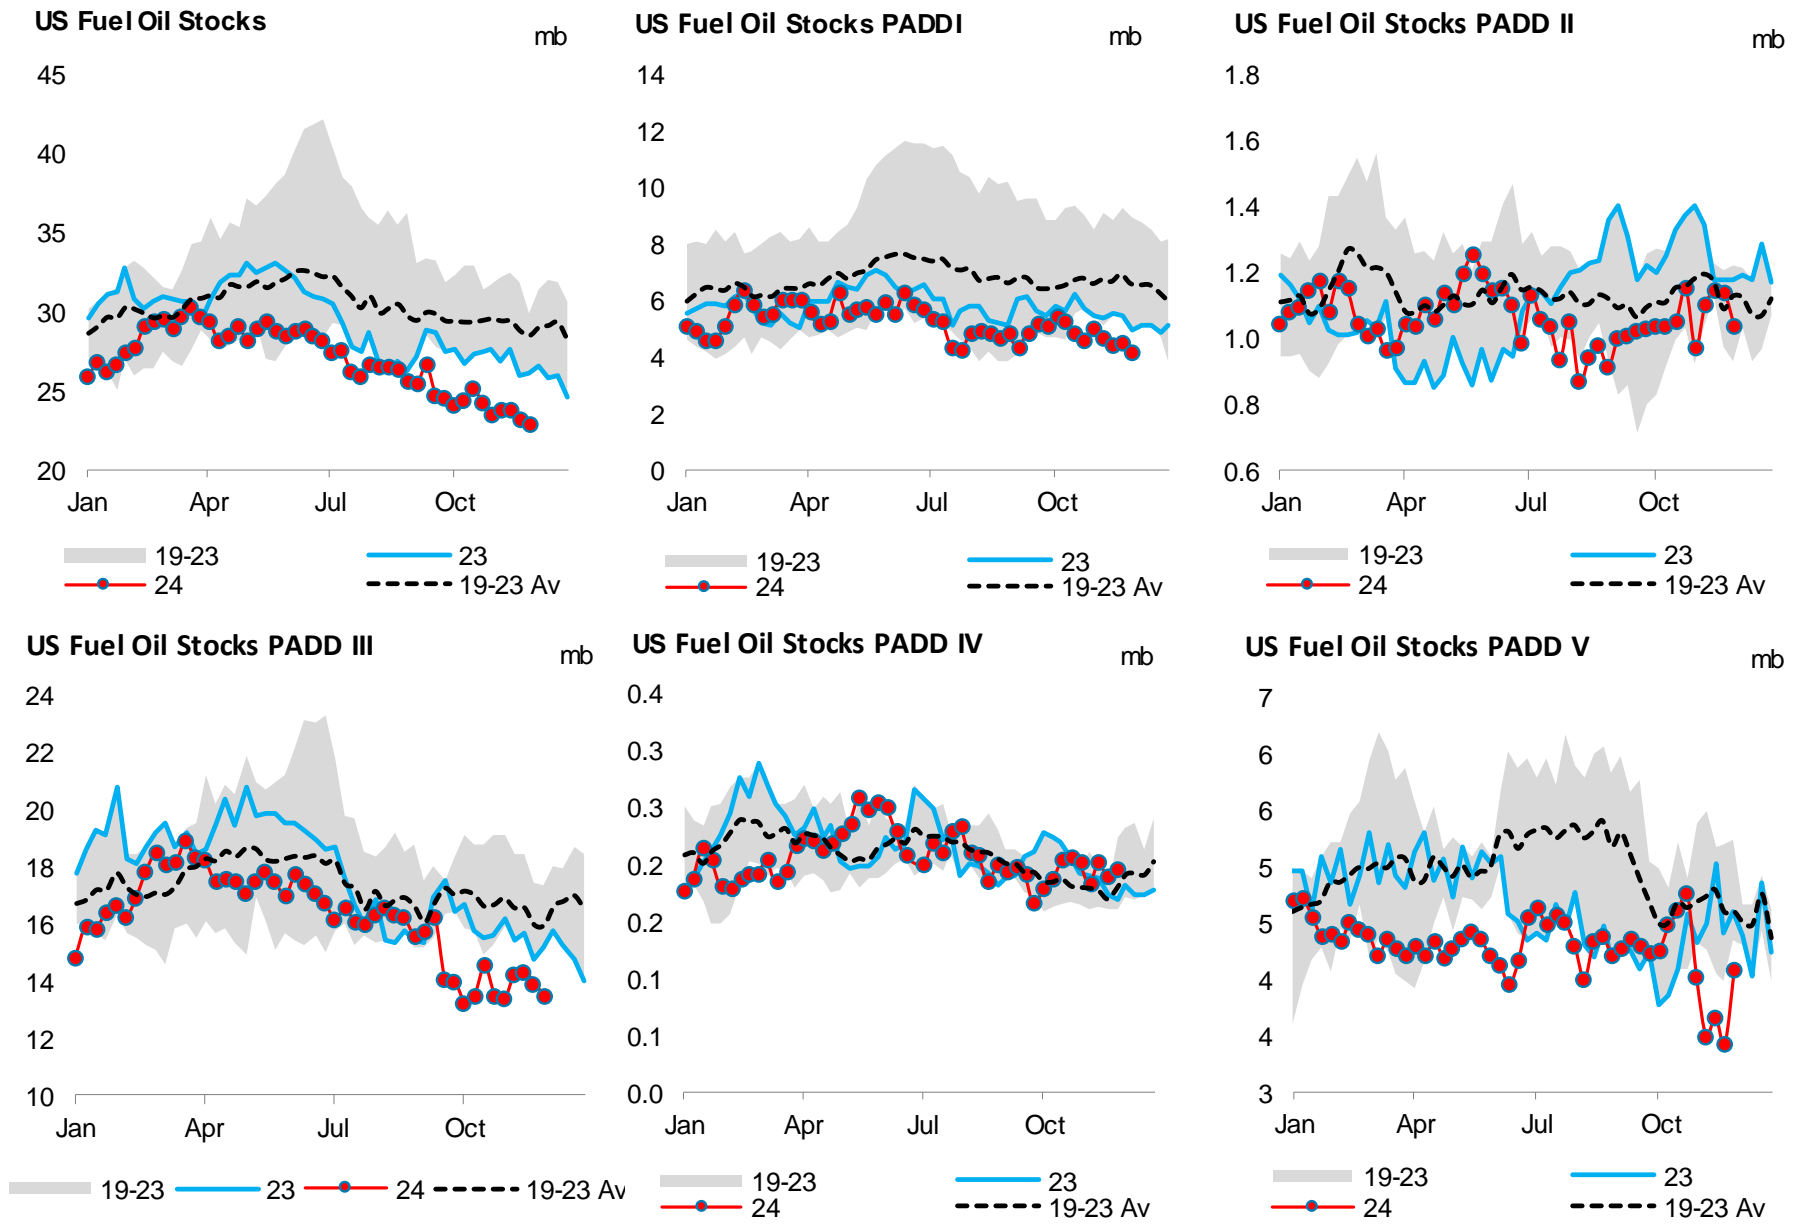 US Fuel Oil Stocks
mb
45
40
35
30
25
20
Jan Apr Jul Oct
19-23 23
24 19-23 Av
US Fuel Oil Stocks PADDI
mb
14
12
10
8
6
4
2
0
Jan Apr Jul Oct
19-23 23
24 19-23 Av
US Fuel Oil Stocks PADD II
mb
1.8
1.6
1.4
1.2
1.0
0.8
0.6
Jan Apr Jul Oct
19-23 23
24 19-23 Av
US Fuel Oil Stocks PADD III
mb
24
22
20
18
16
14
12
10
Jan Apr Jul Oct
19-23 23 24 19-23 Av
US Fuel Oil Stocks PADD IV
mb
0.4
0.3
0.3
0.2
0.2
0.1
0.1
0.0
Jan Apr Jul Oct
19-23 23
24 19-23 Av
US Fuel Oil Stocks PADD V
mb
7
6
6
5
5
4
4
3
Jan Apr Jul Oct
19-23 23
24 19-23 Av